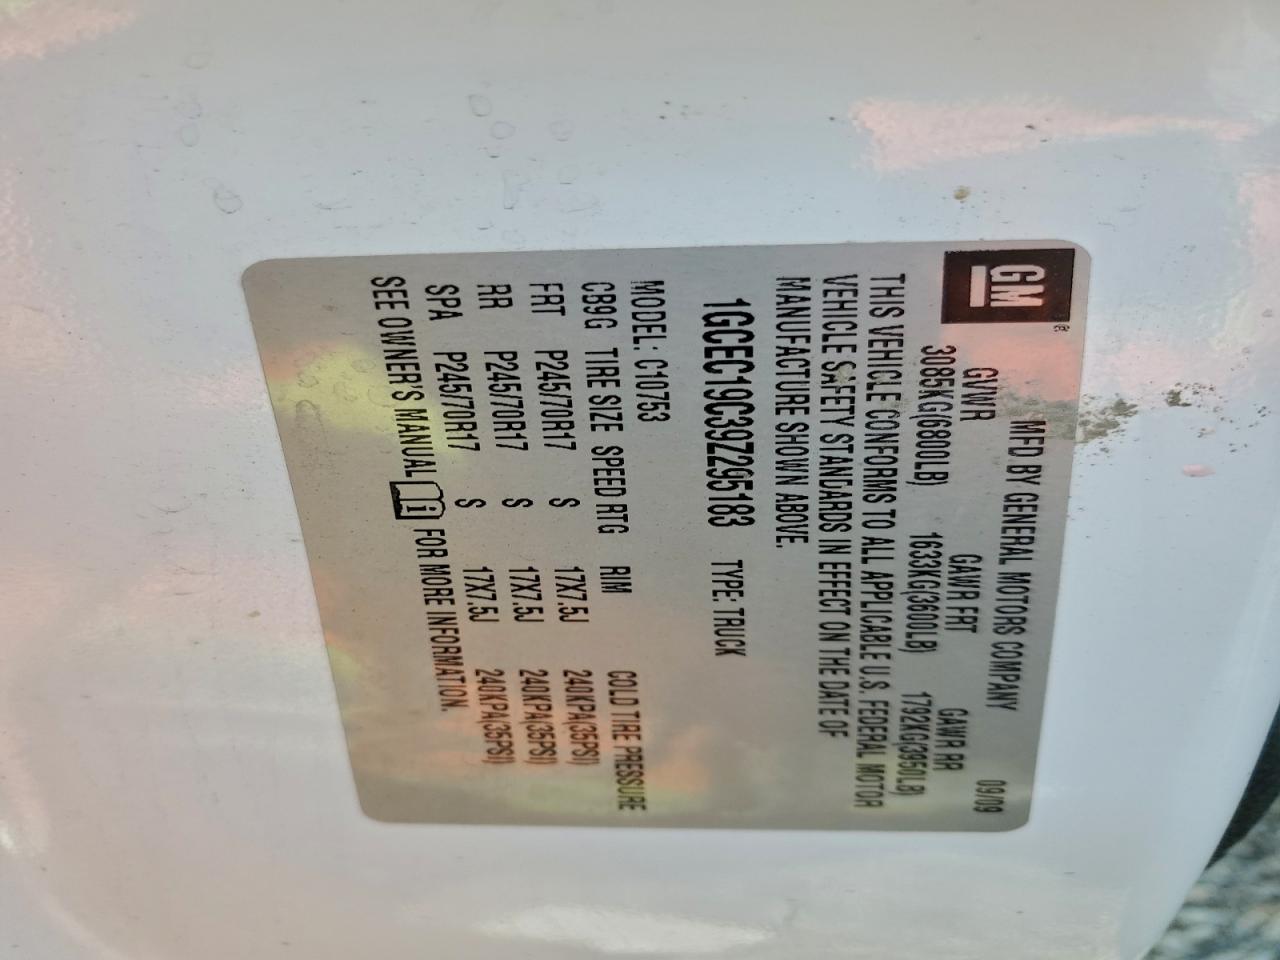 GM®
MFD BY GENERAL MOTORS COMPANY 09/09
GVWR GAWR FRT GAWR RR
3085KG(6800LB) 1633KG(3600LB) 1792KG(3950LB)
THIS VEHICLE CONFORMS TO ALL APPLICABLE U.S. FEDERAL MOTOR
VEHICLE SAFETY STANDARDS IN EFFECT ON THE DATE OF
MANUFACTURE SHOWN ABOVE.
1GCEC19C39Z295183 TYPE: TRUCK
MODEL: C10753
CB9G TIRE SIZE SPEED RTG RIM COLD TIRE PRESSURE
FRT P245/70R17 S 17X7.5J 240KPA(35PSI)
RR P245/70R17 S 17X7.5J 240KPA(35PSI)
SPA P245/70R17 S 17X7.5J 240KPA(35PSI)
SEE OWNER'S MANUAL i FOR MORE INFORMATION.